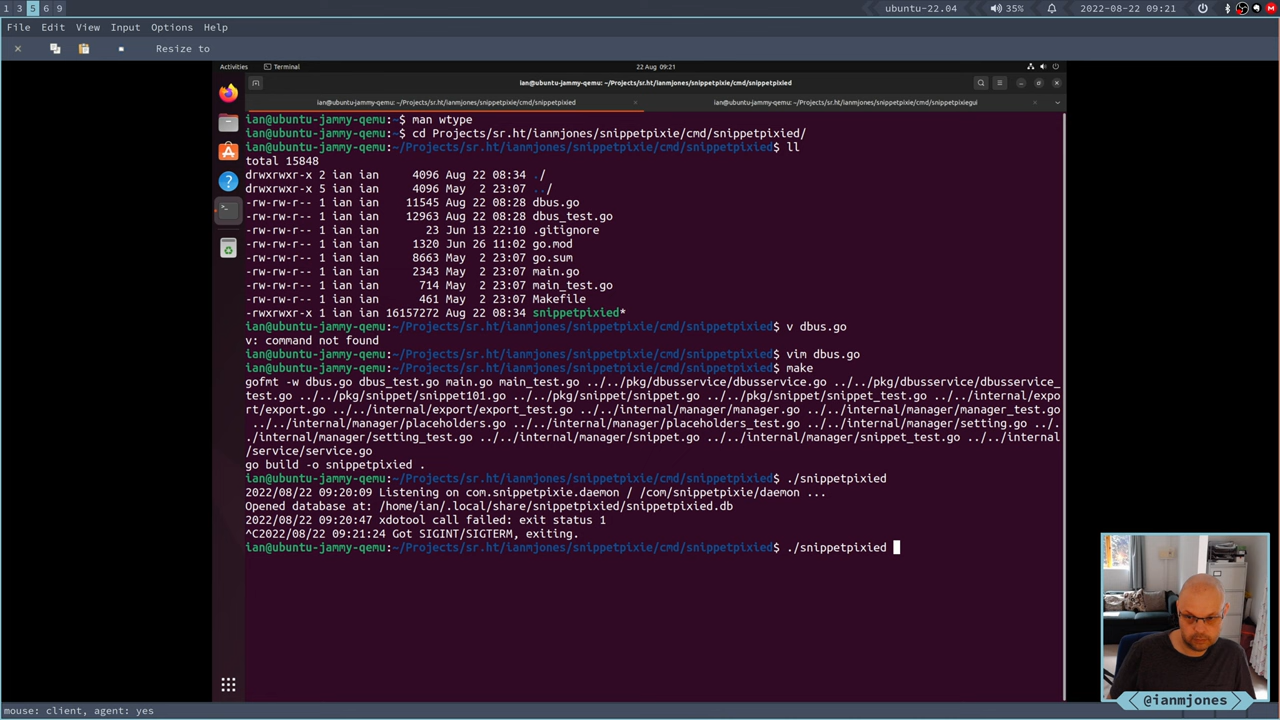 1 3 5 6 9
ubuntu-22.04
35%
2022-08-22 09:21
File Edit View Input Options Help
Resize to
Activities Terminal 22 Aug 09:21
ian@ubuntu-jammy-qemu: ~/Projects/sr.ht/ianmjones/snippetpixie/cmd/snippetpixied
ian@ubuntu-jammy-qemu: ~/Projects/sr.ht/ianmjones/snippetpixie/cmd/snippetpixied
ian@ubuntu-jammy-qemu: ~/Projects/sr.ht/ianmjones/snippetpixie/cmd/snippetpixiegui
ian@ubuntu-jammy-qemu:~$ man wtype
ian@ubuntu-jammy-qemu:~$ cd Projects/sr.ht/ianmjones/snippetpixie/cmd/snippetpixied/
ian@ubuntu-jammy-qemu:~/Projects/sr.ht/ianmjones/snippetpixie/cmd/snippetpixied$ ll
total 15848
drwxrwxr-x 2 ian ian 4096 Aug 22 08:34 ./
drwxrwxr-x 5 ian ian 4096 May 2 23:07 ../
-rw-rw-r-- 1 ian ian 11545 Aug 22 08:28 dbus.go
-rw-rw-r-- 1 ian ian 12963 Aug 22 08:28 dbus_test.go
-rw-rw-r-- 1 ian ian 23 Jun 13 22:10 .gitignore
-rw-rw-r-- 1 ian ian 1320 Jun 26 11:02 go.mod
-rw-rw-r-- 1 ian ian 8663 May 2 23:07 go.sum
-rw-rw-r-- 1 ian ian 2343 May 2 23:07 main.go
-rw-rw-r-- 1 ian ian 714 May 2 23:07 main_test.go
-rw-rw-r-- 1 ian ian 461 May 2 23:07 Makefile
-rwxrwxr-x 1 ian ian 16157272 Aug 22 08:34 snippetpixied*
ian@ubuntu-jammy-qemu:~/Projects/sr.ht/ianmjones/snippetpixie/cmd/snippetpixied$ v dbus.go
v: command not found
ian@ubuntu-jammy-qemu:~/Projects/sr.ht/ianmjones/snippetpixie/cmd/snippetpixied$ vim dbus.go
ian@ubuntu-jammy-qemu:~/Projects/sr.ht/ianmjones/snippetpixie/cmd/snippetpixied$ make
gofmt -w dbus.go dbus_test.go main.go main_test.go ../../pkg/dbusservice/dbusservice.go ../../pkg/dbusservice/dbusservice_
test.go ../../pkg/snippet/snippet101.go ../../pkg/snippet/snippet.go ../../pkg/snippet/snippet_test.go ../../internal/expo
rt/export.go ../../internal/export/export_test.go ../../internal/manager/manager.go ../../internal/manager/manager_test.go
../../internal/manager/placeholders.go ../../internal/manager/placeholders_test.go ../../internal/manager/setting.go ../.
./internal/manager/setting_test.go ../../internal/manager/snippet.go ../../internal/manager/snippet_test.go ../../internal
/service/service.go
go build -o snippetpixied .
ian@ubuntu-jammy-qemu:~/Projects/sr.ht/ianmjones/snippetpixie/cmd/snippetpixied$ ./snippetpixied
2022/08/22 09:20:09 Listening on com.snippetpixie.daemon / /com/snippetpixie/daemon ...
Opened database at: /home/ian/.local/share/snippetpixied/snippetpixied.db
2022/08/22 09:20:47 xdotool call failed: exit status 1
^C2022/08/22 09:21:24 Got SIGINT/SIGTERM, exiting.
ian@ubuntu-jammy-qemu:~/Projects/sr.ht/ianmjones/snippetpixie/cmd/snippetpixied$ ./snippetpixied
@ianmjones
mouse: client, agent: yes